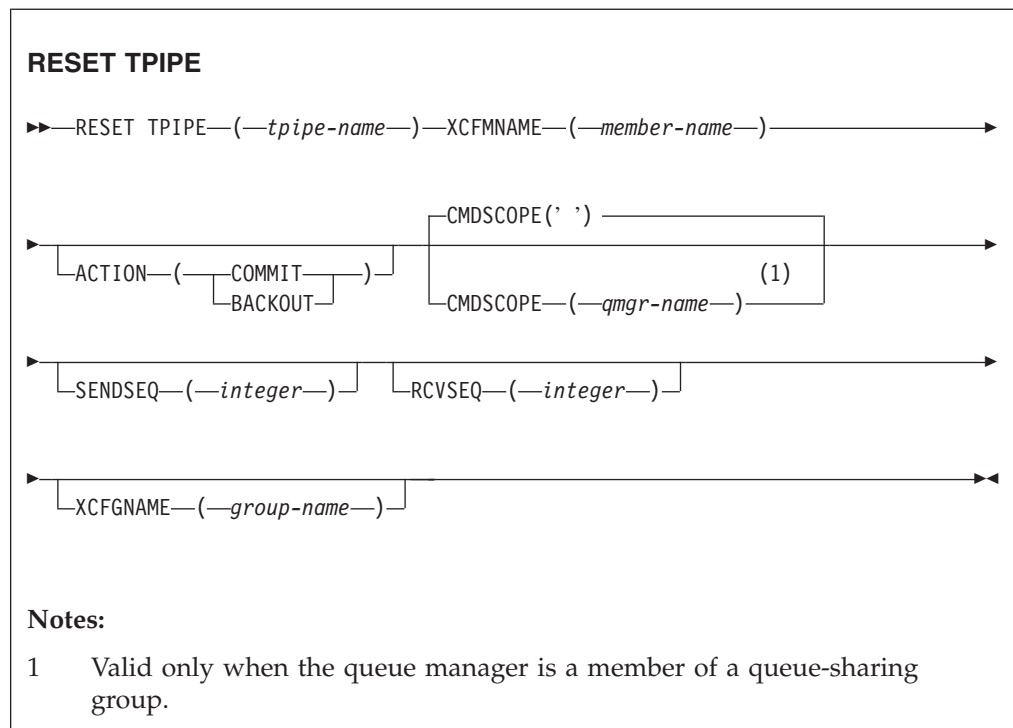 RESET TPIPE
RESET TPIPE ( tpipe-name ) XCFMNAME ( member-name )
CMDSCOPE(' ')
ACTION ( COMMIT )
BACKOUT
(1)
CMDSCOPE ( qmgr-name )
SENDSEQ ( integer ) RCVSEQ ( integer )
XCFGNAME ( group-name )
Notes:
1 Valid only when the queue manager is a member of a queue-sharing
group.